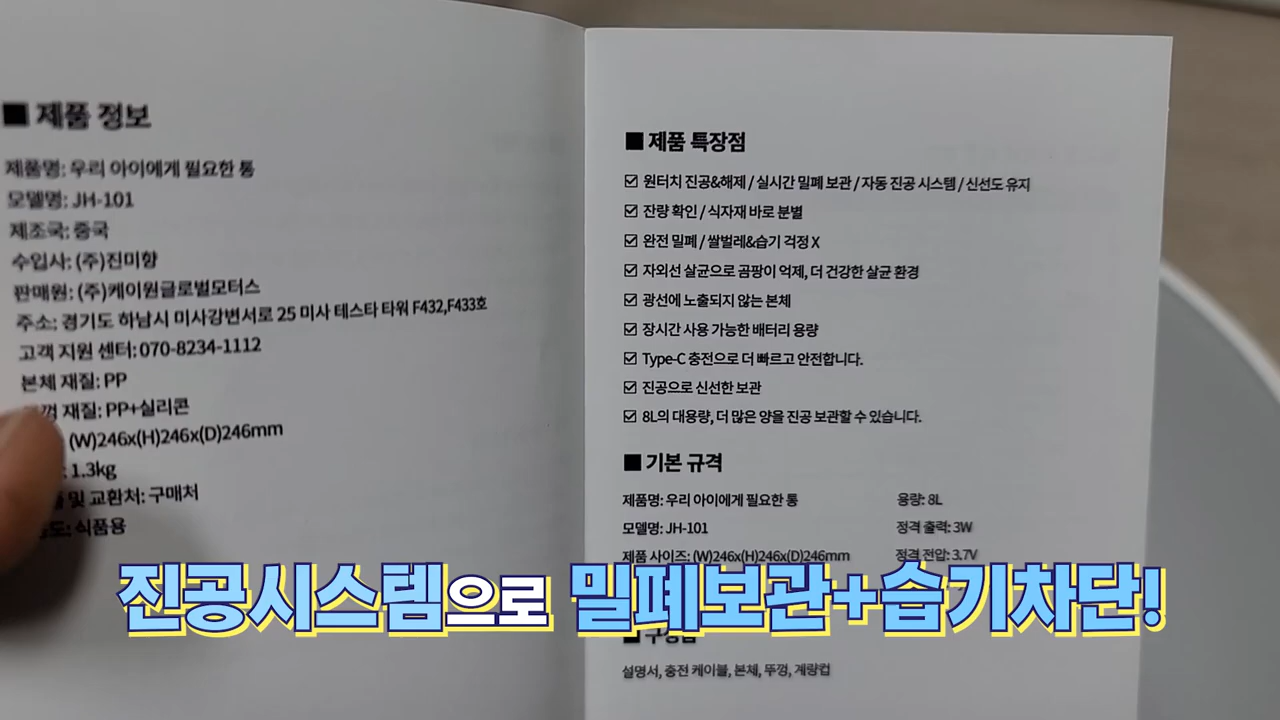 ■ 제품 정보
제품명: 우리 아이에게 필요한 통
모델명: JH-101
제조국: 중국
수입사: (주)진미향
판매원: (주)케이원글로벌모터스
주소: 경기도 하남시 미사강변서로 25 미사 테스타 타워 F432,F433호
고객 지원 센터: 070-8234-1112
본체 재질: PP
재질: PP+실리콘
(W)246x(H)246x(D)246mm
: 1.3kg
및 교환처: 구매처
식품용
■ 제품 특장점
☑ 원터치 진공&해제 / 실시간 밀폐 보관 / 자동 진공 시스템 / 신선도 유지
☑ 잔량 확인 / 식자재 바로 분별
☑ 완전 밀폐 / 쌀벌레&습기 걱정 X
☑ 자외선 살균으로 곰팡이 억제, 더 건강한 살균 환경
☑ 광선에 노출되지 않는 본체
☑ 장시간 사용 가능한 배터리 용량
☑ Type-C 충전으로 더 빠르고 안전합니다.
☑ 진공으로 신선한 보관
☑ 8L의 대용량, 더 많은 양을 진공 보관할 수 있습니다.
■ 기본 규격
제품명: 우리 아이에게 필요한 통 용량: 8L
모델명: JH-101 정격 출력: 3W
제품 사이즈: (W)246x(H)246x(D)246mm 정격 전압: 3.7V
진공시스템으로 밀폐보관+습기차단!
설명서, 충전 케이블, 본체, 뚜껑, 계량컵